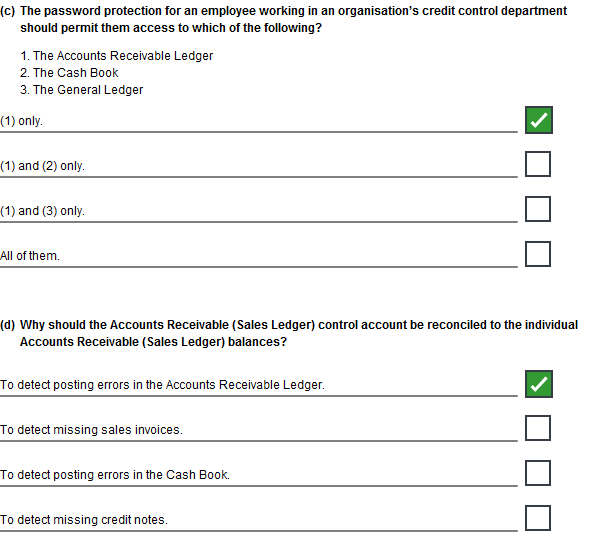 (c) The password protection for an employee working in an organisation's credit control department
should permit them access to which of the following?
1. The Accounts Receivable Ledger
2. The Cash Book
3. The General Ledger
(1) only.
(1) and (2) only.
(1) and (3) only.
All of them.
(d) Why should the Accounts Receivable (Sales Ledger) control account be reconciled to the individual
Accounts Receivable (Sales Ledger) balances?
To detect posting errors in the Accounts Receivable Ledger.
To detect missing sales invoices.
To detect posting errors in the Cash Book.
To detect missing credit notes.